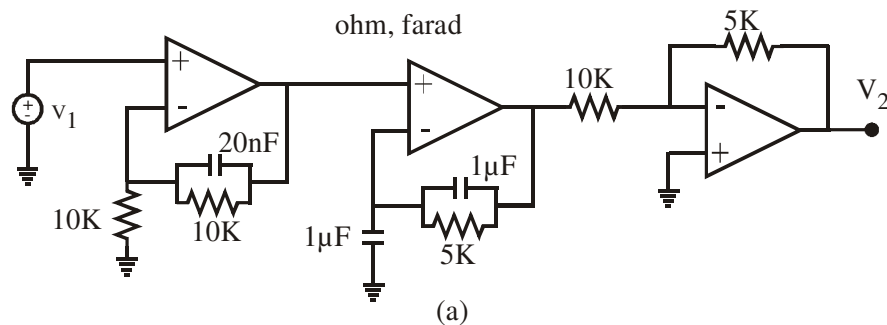 ohm, farad
5K
10K
V2
+
-
+
-
v1
+
-
-
+
20nF
10K
10K
1µF
1µF
5K
(a)